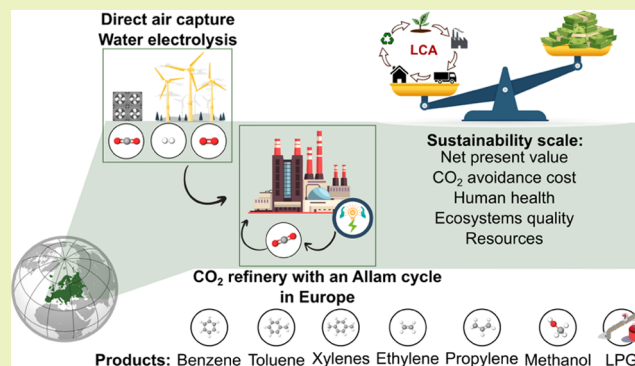 Direct air capture
Water electrolysis
LCA
Sustainability scale:
Net present value
CO₂ avoidance cost
Human health
Ecosystems quality
Resources
CO₂ refinery with an Allam cycle
in Europe
Products: Benzene Toluene Xylenes Ethylene Propylene Methanol LPG